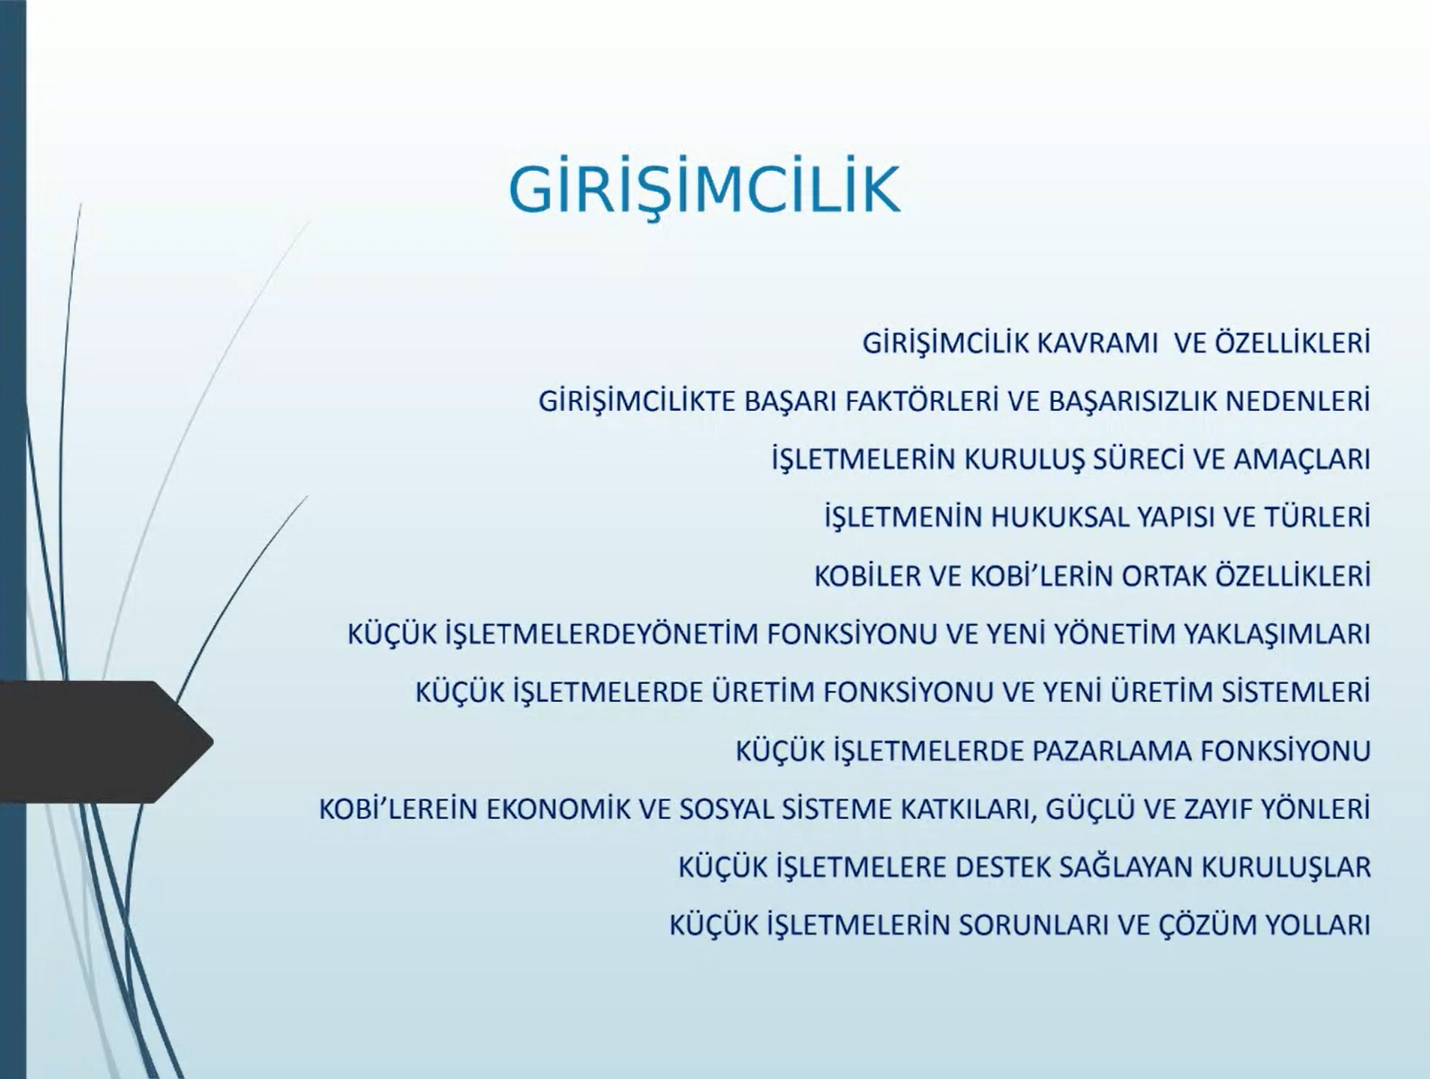 GİRİŞİMCİLİK
GİRİŞİMCİLİK KAVRAMI  VE ÖZELLİKLERİ
GİRİŞİMCİLİKTE BAŞARI FAKTÖRLERİ VE BAŞARISIZLIK NEDENLERİ
İŞLETMELERİN KURULUŞ SÜRECİ VE AMAÇLARI
İŞLETMENİN HUKUKSAL YAPISI VE TÜRLERİ
KOBİLER VE KOBİ’LERİN ORTAK ÖZELLİKLERİ
KÜÇÜK İŞLETMELERDEYÖNETİM FONKSİYONU VE YENİ YÖNETİM YAKLAŞIMLARI
KÜÇÜK İŞLETMELERDE ÜRETİM FONKSİYONU VE YENİ ÜRETİM SİSTEMLERİ
KÜÇÜK İŞLETMELERDE PAZARLAMA FONKSİYONU
KOBİ’LEREİN EKONOMİK VE SOSYAL SİSTEME KATKILARI, GÜÇLÜ VE ZAYIF YÖNLERİ
KÜÇÜK İŞLETMELERE DESTEK SAĞLAYAN KURULUŞLAR
KÜÇÜK İŞLETMELERİN SORUNLARI VE ÇÖZÜM YOLLARI